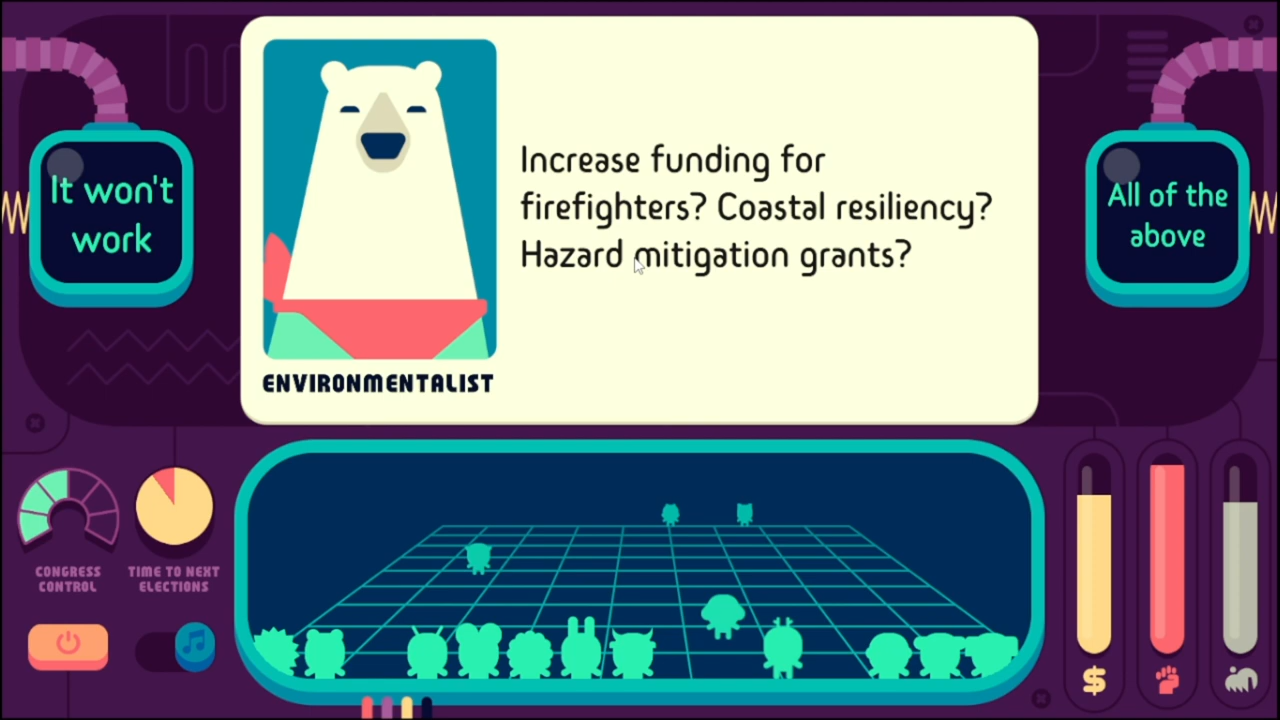 It won't
work
Increase funding for
firefighters? Coastal resiliency?
Hazard mitigation grants?
ENVIRONMENTALIST
All of the
above
CONGRESS
CONTROL
TIME TO NEXT
ELECTIONS
$